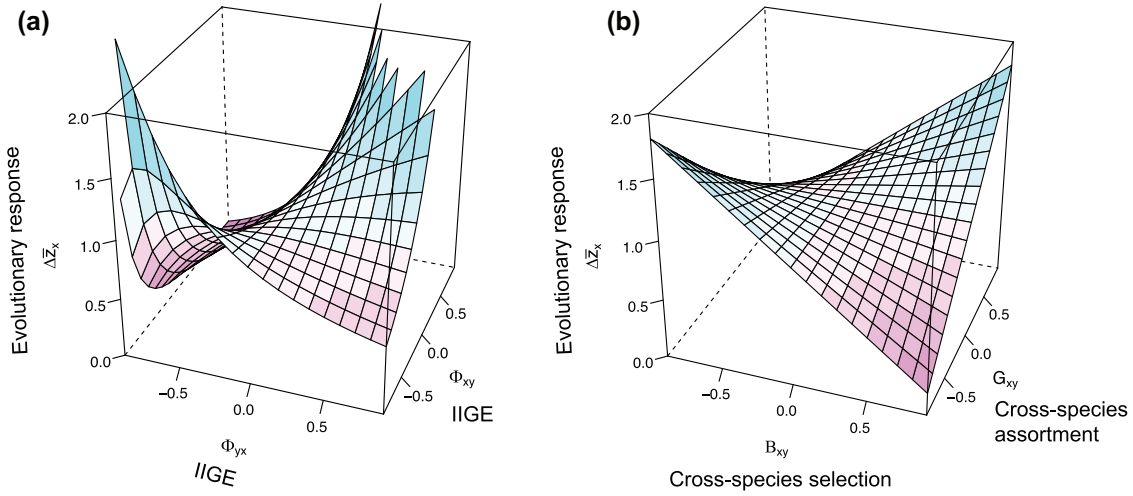 (a)
2.0
1.5
1.0
0.5
0.0
Evolutionary response
Δz̄ₓ
−0.5
0.0
0.5
Φyx
IIGE
−0.5
0.0
0.5
Φxy
IIGE
(b)
2.0
1.5
1.0
0.5
0.0
Evolutionary response
Δz̄ₓ
−0.5
0.0
0.5
Bxy
Cross-species selection
−0.5
0.0
0.5
Gxy
Cross-species
assortment